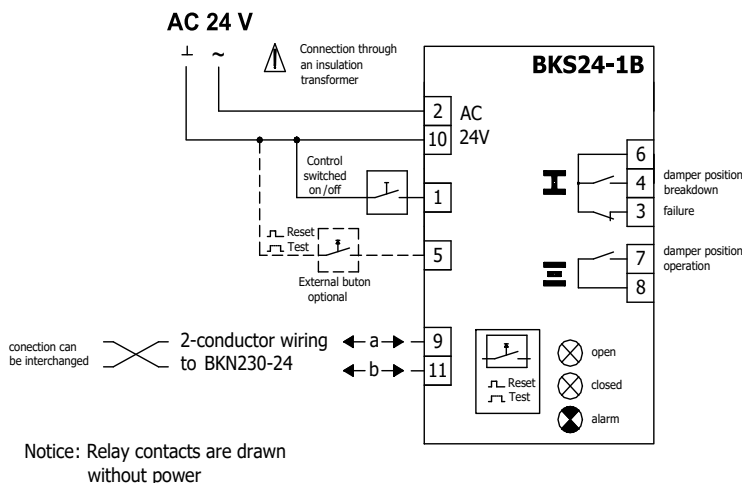 AC 24 V
⊥ ~
Connection through
an insulation
transformer
BKS24-1B
2
AC
10
24V
Control
switched
on/off
1
Reset
Test
5
External buton
optional
6
4
3
damper position
breakdown
failure
7
8
damper position
operation
conection can
be interchanged
2-conductor wiring
to BKN230-24
a
b
9
11
Reset
Test
open
closed
alarm
Notice: Relay contacts are drawn
without power